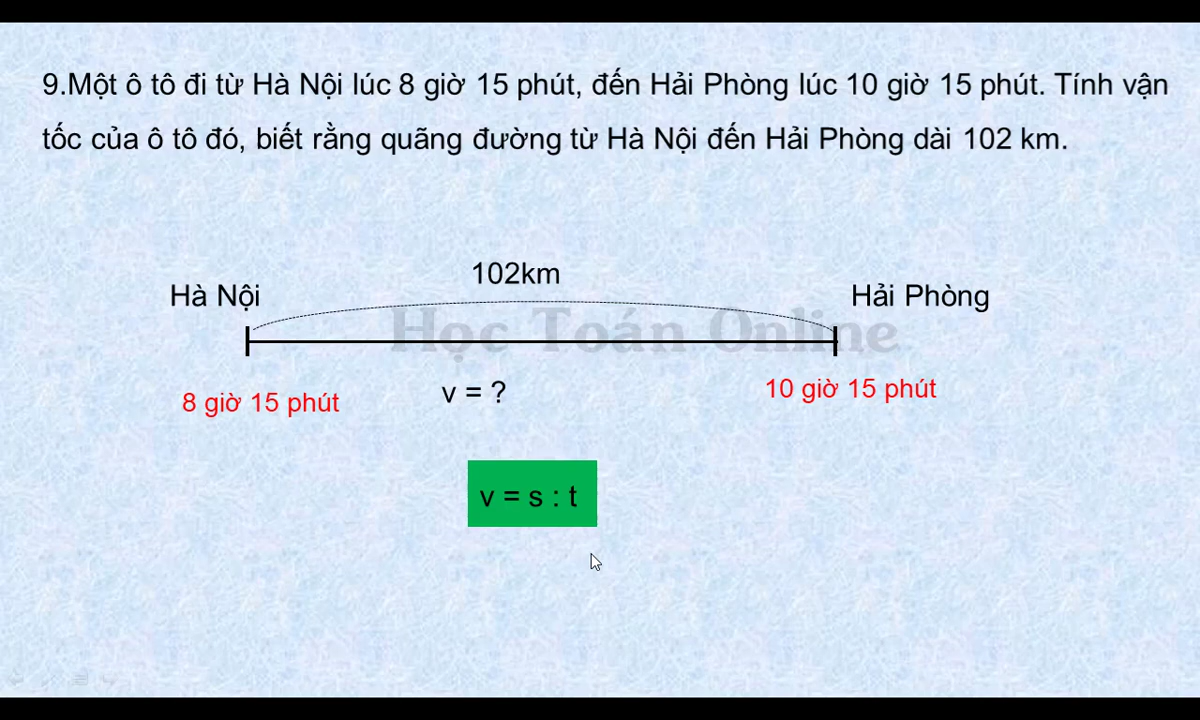 9.Một ô tô đi từ Hà Nội lúc 8 giờ 15 phút, đến Hải Phòng lúc 10 giờ 15 phút. Tính vận
tốc của ô tô đó, biết rằng quãng đường từ Hà Nội đến Hải Phòng dài 102 km.
102km
Hà Nội
Hải Phòng
Học Toán Online
8 giờ 15 phút
v = ?
10 giờ 15 phút
v = s : t